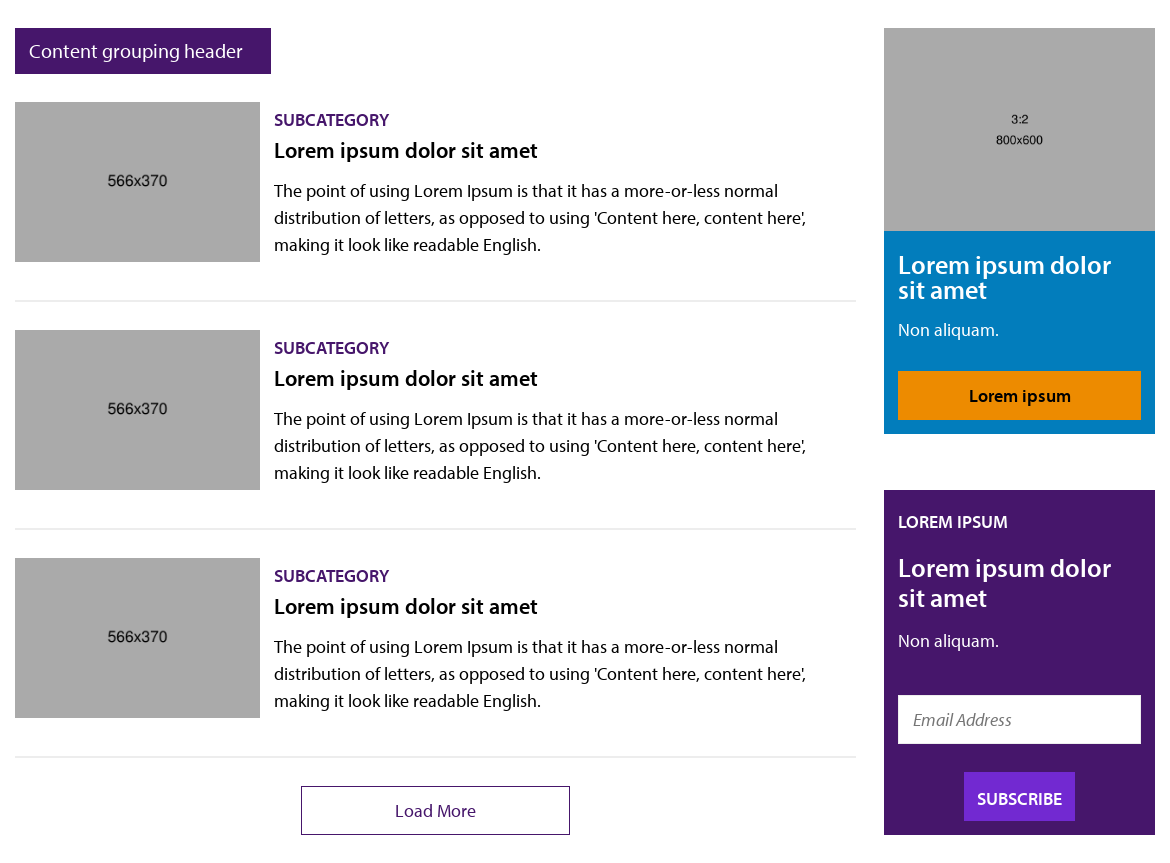 Content grouping header
566x370
SUBCATEGORY
Lorem ipsum dolor sit amet
The point of using Lorem Ipsum is that it has a more-or-less normal
distribution of letters, as opposed to using 'Content here, content here',
making it look like readable English.
566x370
SUBCATEGORY
Lorem ipsum dolor sit amet
The point of using Lorem Ipsum is that it has a more-or-less normal
distribution of letters, as opposed to using 'Content here, content here',
making it look like readable English.
566x370
SUBCATEGORY
Lorem ipsum dolor sit amet
The point of using Lorem Ipsum is that it has a more-or-less normal
distribution of letters, as opposed to using 'Content here, content here',
making it look like readable English.
Load More
3:2
800x600
Lorem ipsum dolor
sit amet
Non aliquam.
Lorem ipsum
LOREM IPSUM
Lorem ipsum dolor
sit amet
Non aliquam.
Email Address
SUBSCRIBE